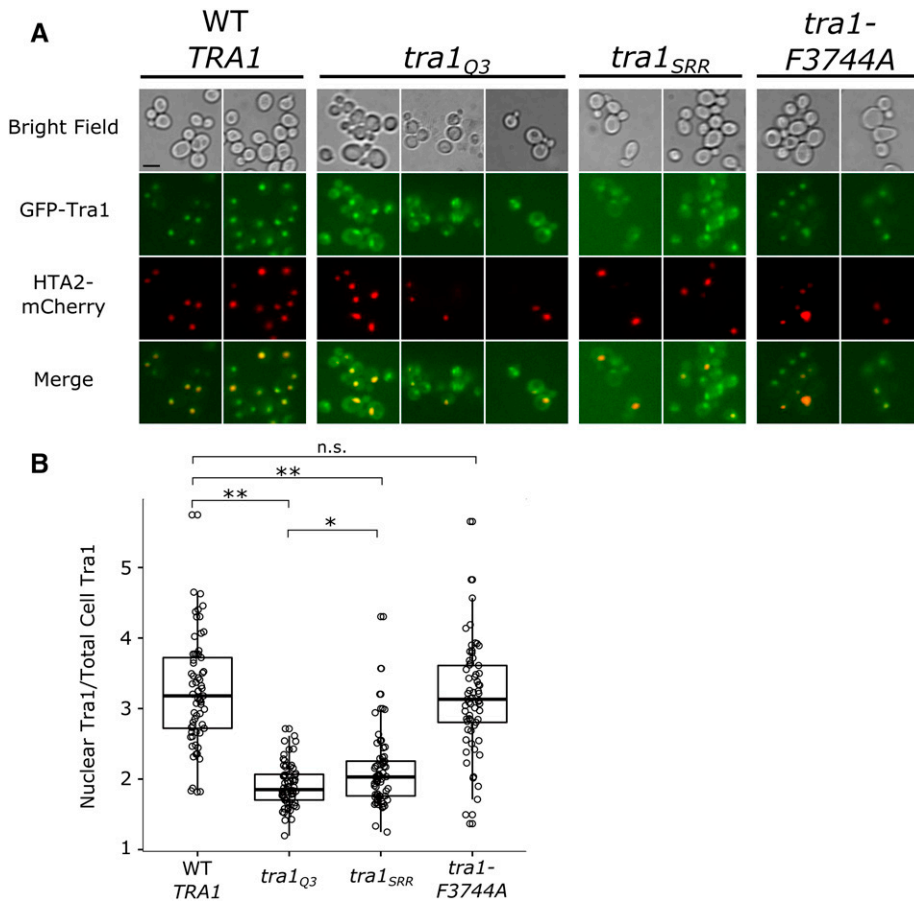 A
WT
TRA1
tra1Q3
tra1SRR
tra1-
F3744A
Bright Field
GFP-Tra1
HTA2-
mCherry
Merge
B
n.s.
**
**
*
Nuclear Tra1/Total Cell Tra1
5
4
3
2
1
WT
TRA1
tra1Q3
tra1SRR
tra1-
F3744A